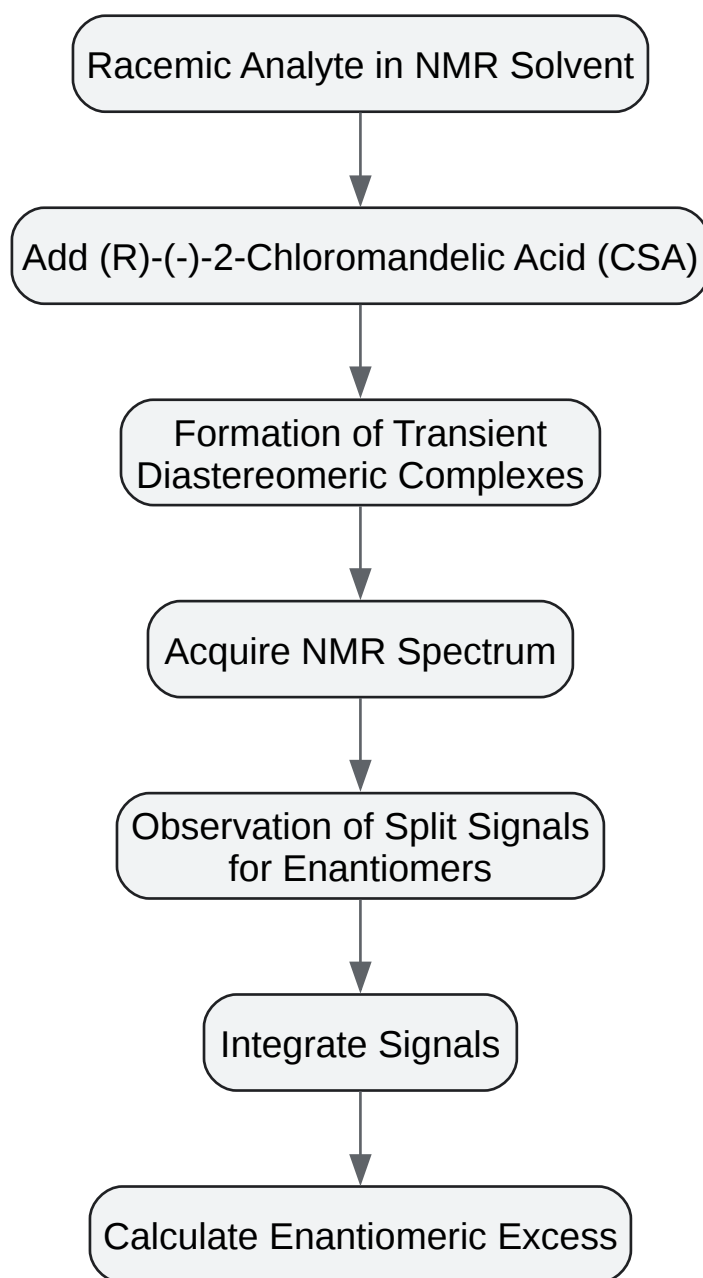 Racemic Analyte in NMR Solvent
Add (R)-(-)-2-Chloromandelic Acid (CSA)
Formation of Transient
Diastereomeric Complexes
Acquire NMR Spectrum
Observation of Split Signals
for Enantiomers
Integrate Signals
Calculate Enantiomeric Excess